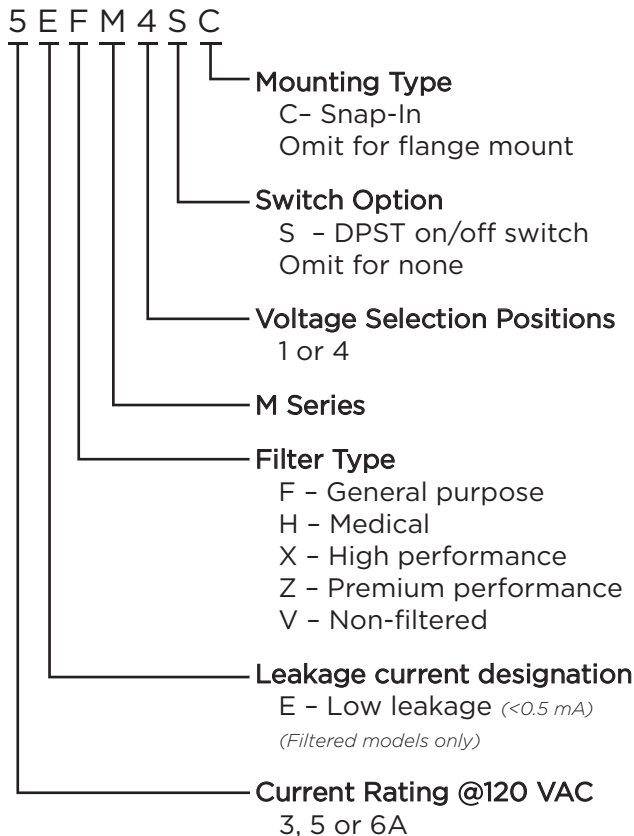 5 E F M 4 S C
Mounting Type
C– Snap-In
Omit for flange mount
Switch Option
S – DPST on/off switch
Omit for none
Voltage Selection Positions
1 or 4
M Series
Filter Type
F – General purpose
H – Medical
X – High performance
Z – Premium performance
V – Non-filtered
Leakage current designation
E – Low leakage (<0.5 mA)
(Filtered models only)
Current Rating @120 VAC
3, 5 or 6A